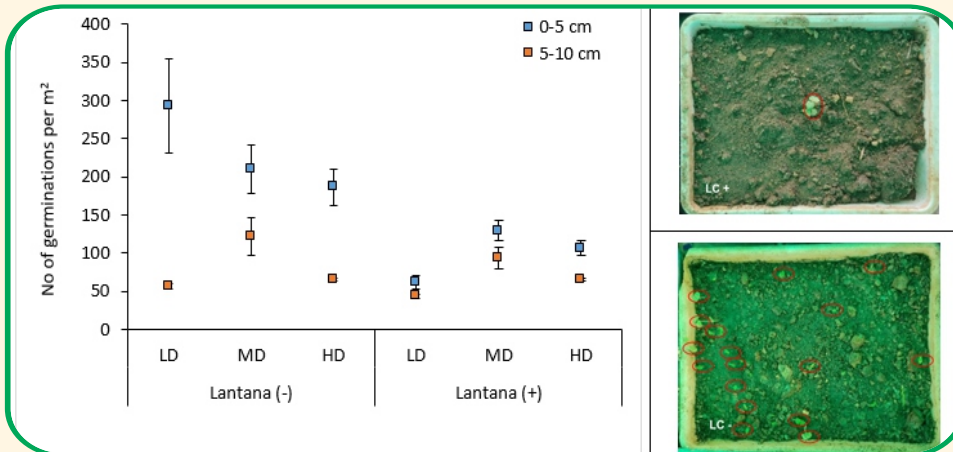 400
350
300
250
200
150
100
50
0
No of germinations per m²
0-5 cm
5-10 cm
LD MD HD LD MD HD
Lantana (-) Lantana (+)
LC +
LC -